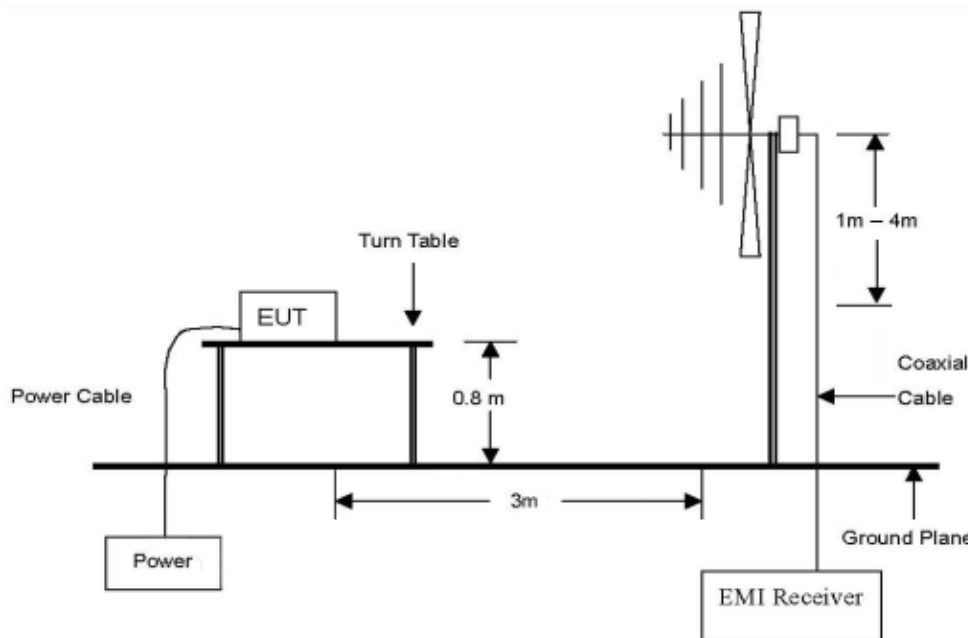 1m – 4m
Turn Table
EUT
Coaxial
Cable
Power Cable
0.8 m
3m
Ground Plane
Power
EMI Receiver